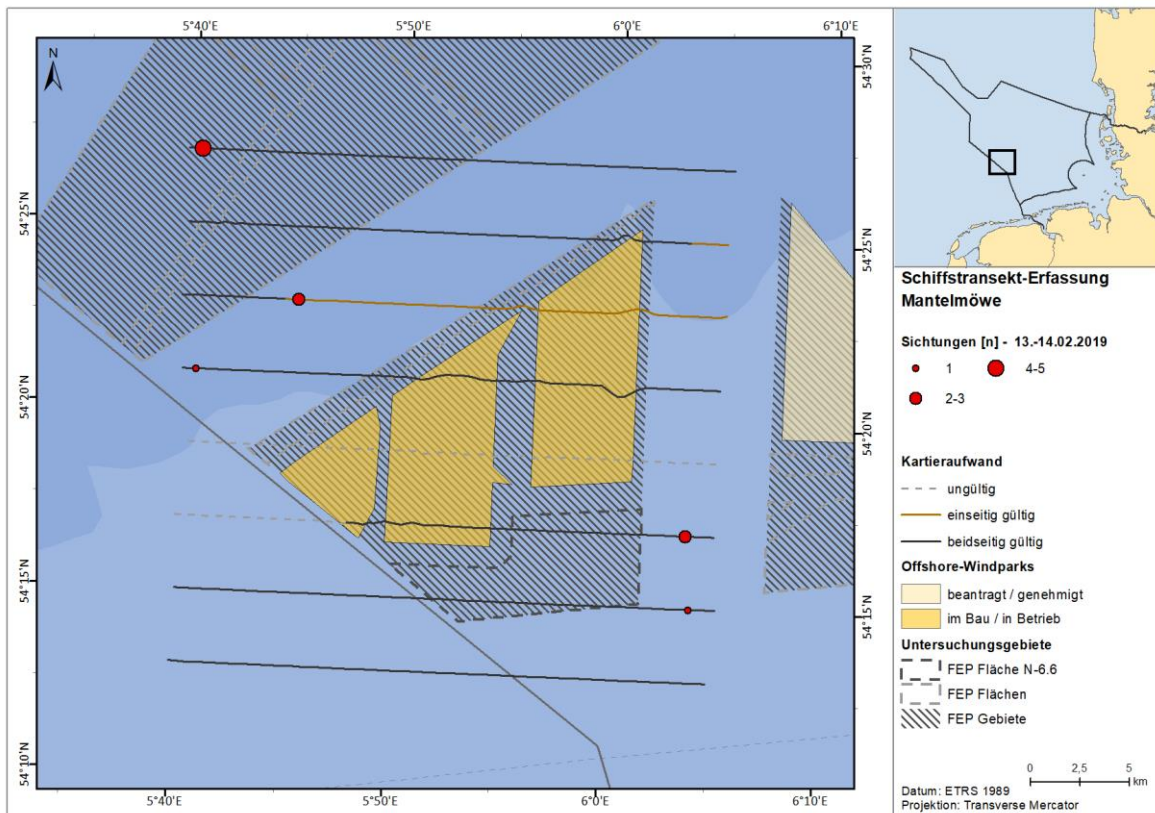 5°40'E 5°50'E 6°0'E 6°10'E
N
54°30'N
54°25'N
54°25'N
54°20'N
54°20'N
54°15'N
54°15'N
54°10'N
5°40'E 5°50'E 6°0'E 6°10'E
Schiffstransekt-Erfassung
Mantelmöwe
Sichtungen [n] - 13.-14.02.2019
1 4-5
2-3
Kartieraufwand
ungültig
einseitig gültig
beidseitig gültig
Offshore-Windparks
beantragt / genehmigt
im Bau / in Betrieb
Untersuchungsgebiete
FEP Fläche N-6.6
FEP Flächen
FEP Gebiete
0 2,5 5
km
Datum: ETRS 1989
Projektion: Transverse Mercator